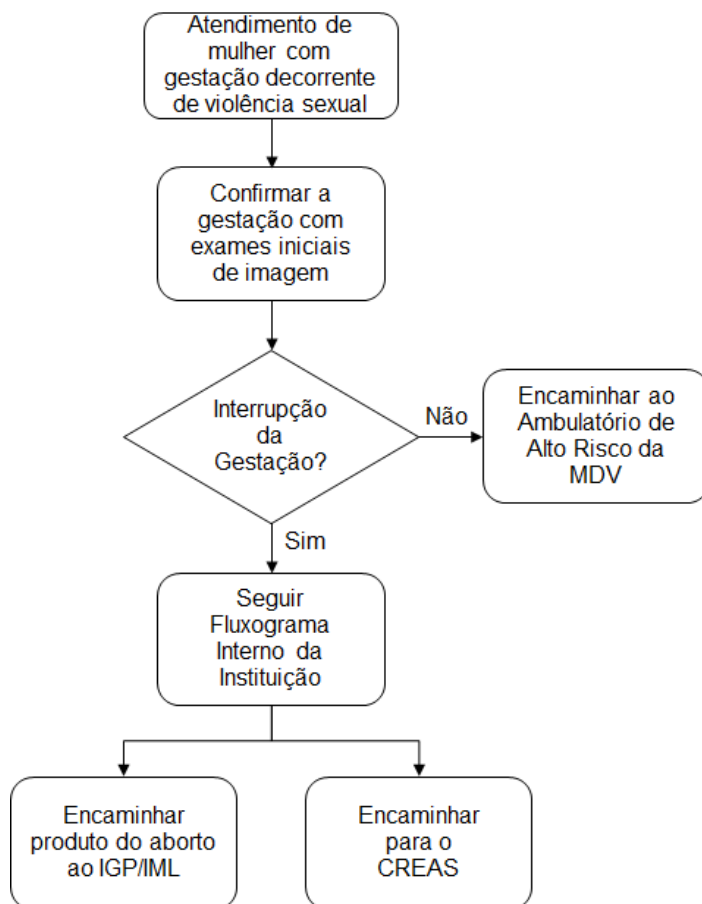 Atendimento de
mulher com
gestação decorrente
de violência sexual
Confirmar a
gestação com
exames iniciais
de imagem
Interrupção
da
Gestação?
Não
Encaminhar ao
Ambulatório de
Alto Risco da
MDV
Sim
Seguir
Fluxograma
Interno da
Instituição
Encaminhar
produto do aborto
ao IGP/IML
Encaminhar
para o
CREAS